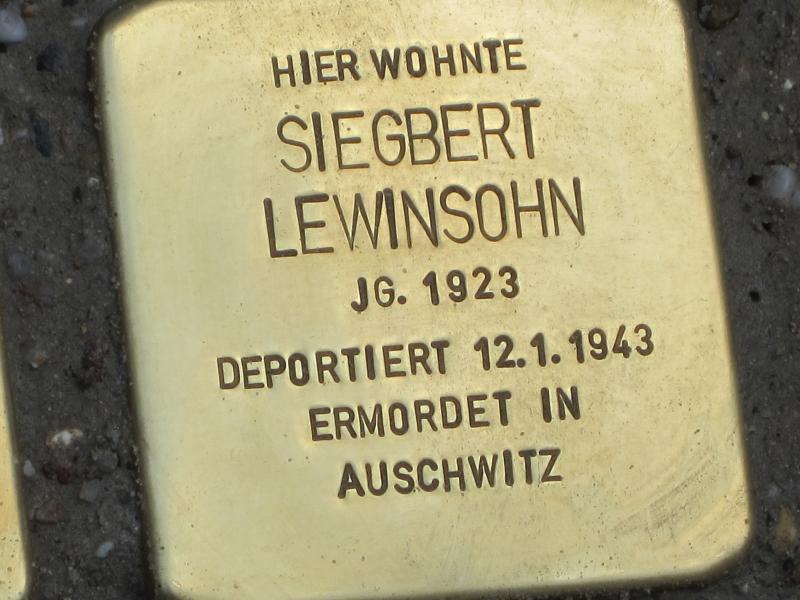 HIER WOHNTE
SIEGBERT
LEWINSOHN
JG. 1923
DEPORTIERT 12.1.1943
ERMORDET IN
AUSCHWITZ